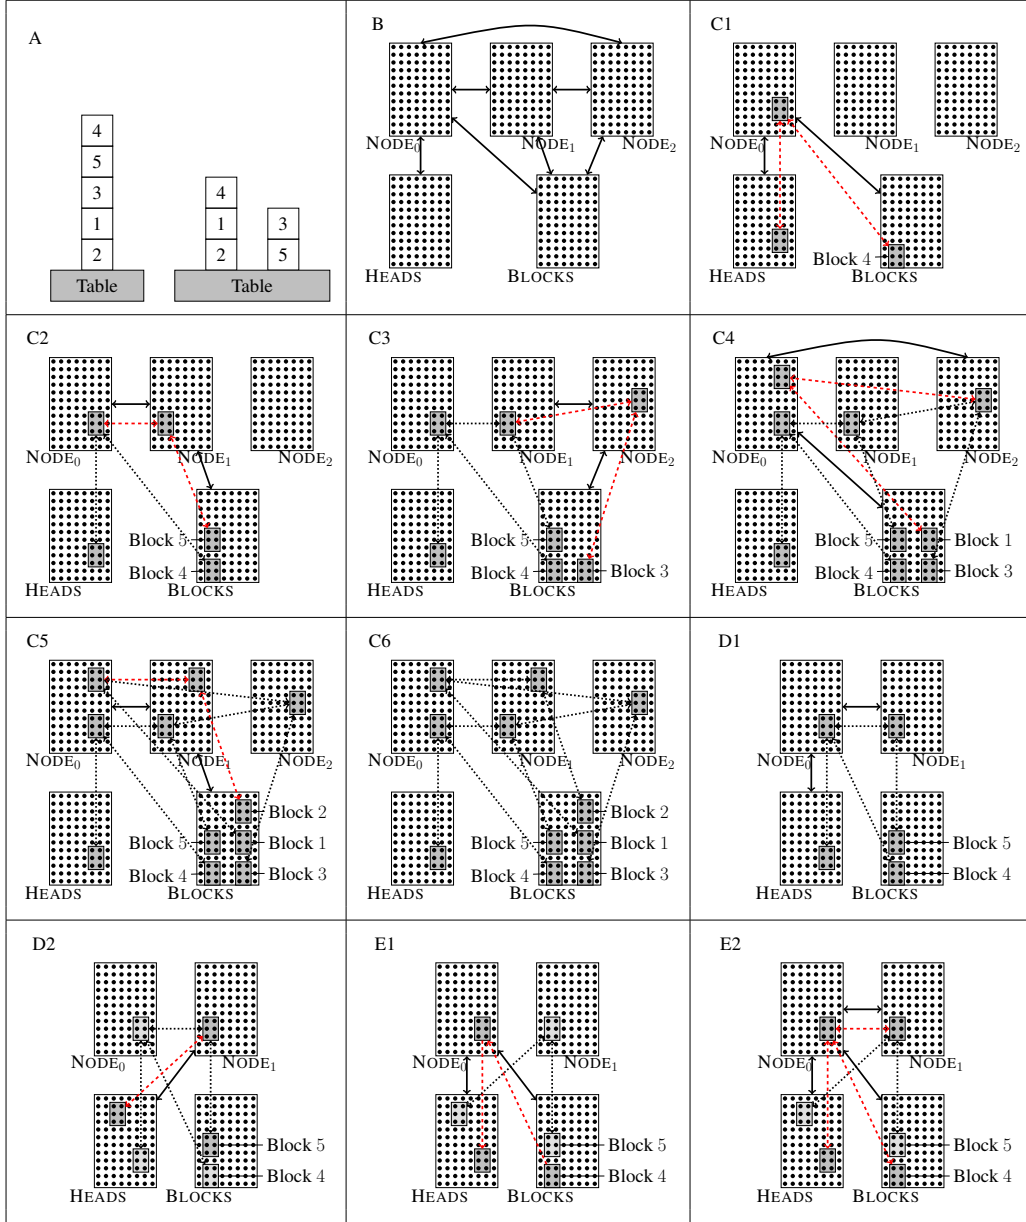 A
4
5
3
1
2
Table
4
1
2
3
5
Table
B
NODE₀
NODE₁
NODE₂
HEADS
BLOCKS
C1
NODE₀
NODE₁
NODE₂
Block 4
HEADS
BLOCKS
C2
NODE₀
NODE₁
NODE₂
Block 5
Block 4
HEADS
BLOCKS
C3
NODE₀
NODE₁
NODE₂
Block 5
Block 4
Block 3
HEADS
BLOCKS
C4
NODE₀
NODE₁
NODE₂
Block 5
Block 1
Block 4
Block 3
HEADS
BLOCKS
C5
NODE₀
NODE₁
NODE₂
Block 2
Block 5
Block 1
Block 4
Block 3
HEADS
BLOCKS
C6
NODE₀
NODE₁
NODE₂
Block 2
Block 5
Block 1
Block 4
Block 3
HEADS
BLOCKS
D1
NODE₀
NODE₁
Block 5
Block 4
HEADS
BLOCKS
D2
NODE₀
NODE₁
Block 5
Block 4
HEADS
BLOCKS
E1
NODE₀
NODE₁
Block 5
Block 4
HEADS
BLOCKS
E2
NODE₀
NODE₁
Block 5
Block 4
HEADS
BLOCKS